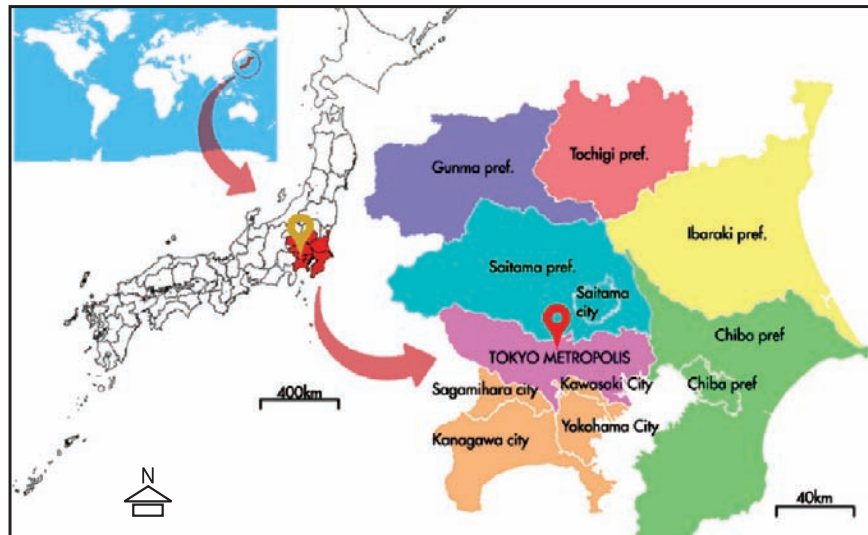 Gunma pref.
Tochigi pref.
Ibaraki pref.
Saitama pref.
Saitama
city
Chiba pref
TOKYO METROPOLIS
Chiba pref
Sagamihara city
Kawasaki City
400km
Yokohama City
Kanagawa city
N
40km